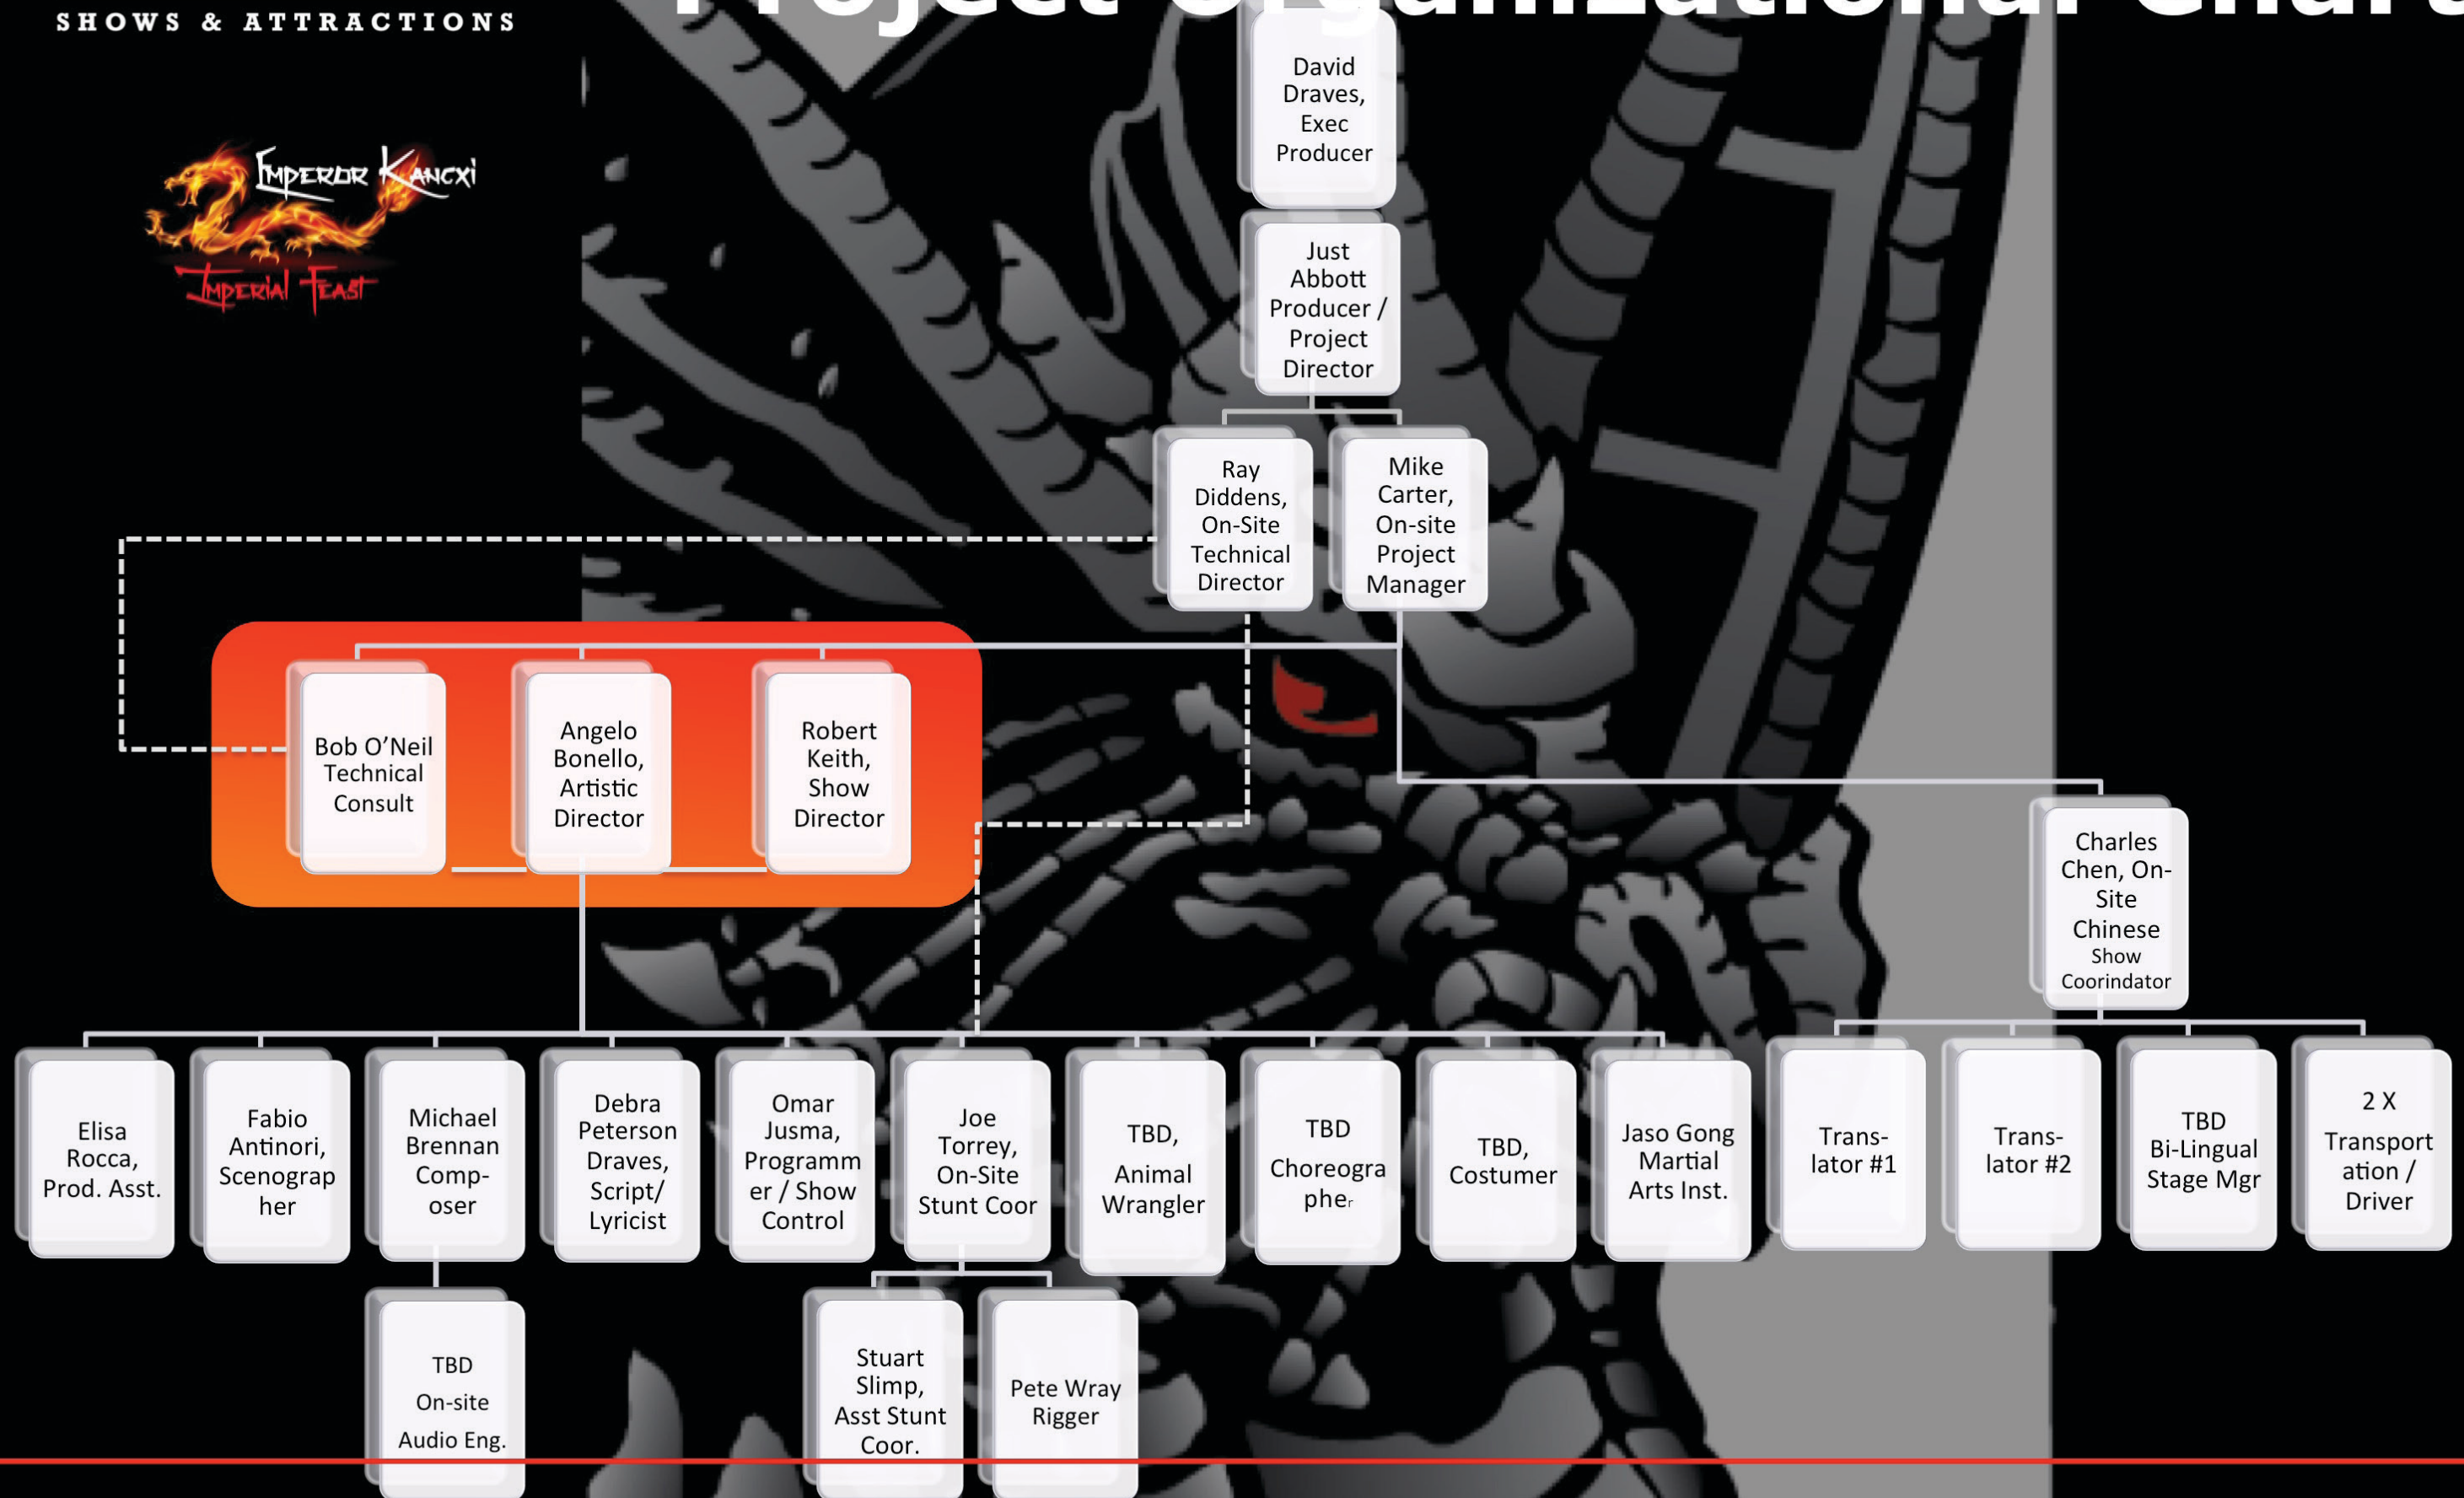 SHOWS & ATTRACTIONS
Project Organizational Chart
EMPEROR KANGXI
IMPERIAL FEAST
David
Draves,
Exec
Producer
Just
Abbott
Producer /
Project
Director
Ray
Diddens,
On-Site
Technical
Director
Mike
Carter,
On-site
Project
Manager
Bob O'Neil
Technical
Consult
Angelo
Bonello,
Artistic
Director
Robert
Keith,
Show
Director
Charles
Chen, On-
Site
Chinese
Show
Coorindator
Elisa
Rocca,
Prod. Asst.
Fabio
Antinori,
Scenograp
her
Michael
Brennan
Comp-
oser
Debra
Peterson
Draves,
Script/
Lyricist
Omar
Jusma,
Programm
er / Show
Control
Joe
Torrey,
On-Site
Stunt Coor
TBD,
Animal
Wrangler
TBD
Choreogra
pher
TBD,
Costumer
Jaso Gong
Martial
Arts Inst.
Trans-
lator #1
Trans-
lator #2
TBD
Bi-Lingual
Stage Mgr
2 X
Transport
ation /
Driver
TBD
On-site
Audio Eng.
Stuart
Slimp,
Asst Stunt
Coor.
Pete Wray
Rigger